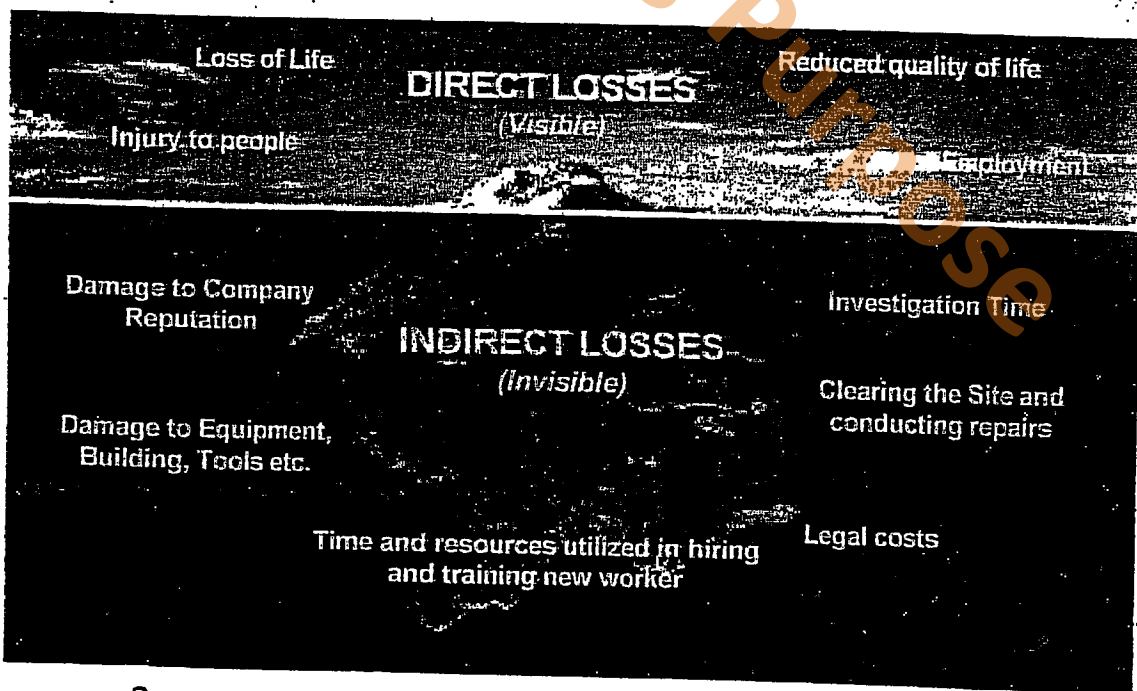 Purpose
Loss of Life
DIRECT LOSSES
(Visible)
Reduced quality of life
Injury to people
Employment
Damage to Company
Reputation
INDIRECT LOSSES
(Invisible)
Investigation Time
Damage to Equipment,
Building, Tools etc.
Clearing the Site and
conducting repairs
Time and resources utilized in hiring
and training new worker
Legal costs